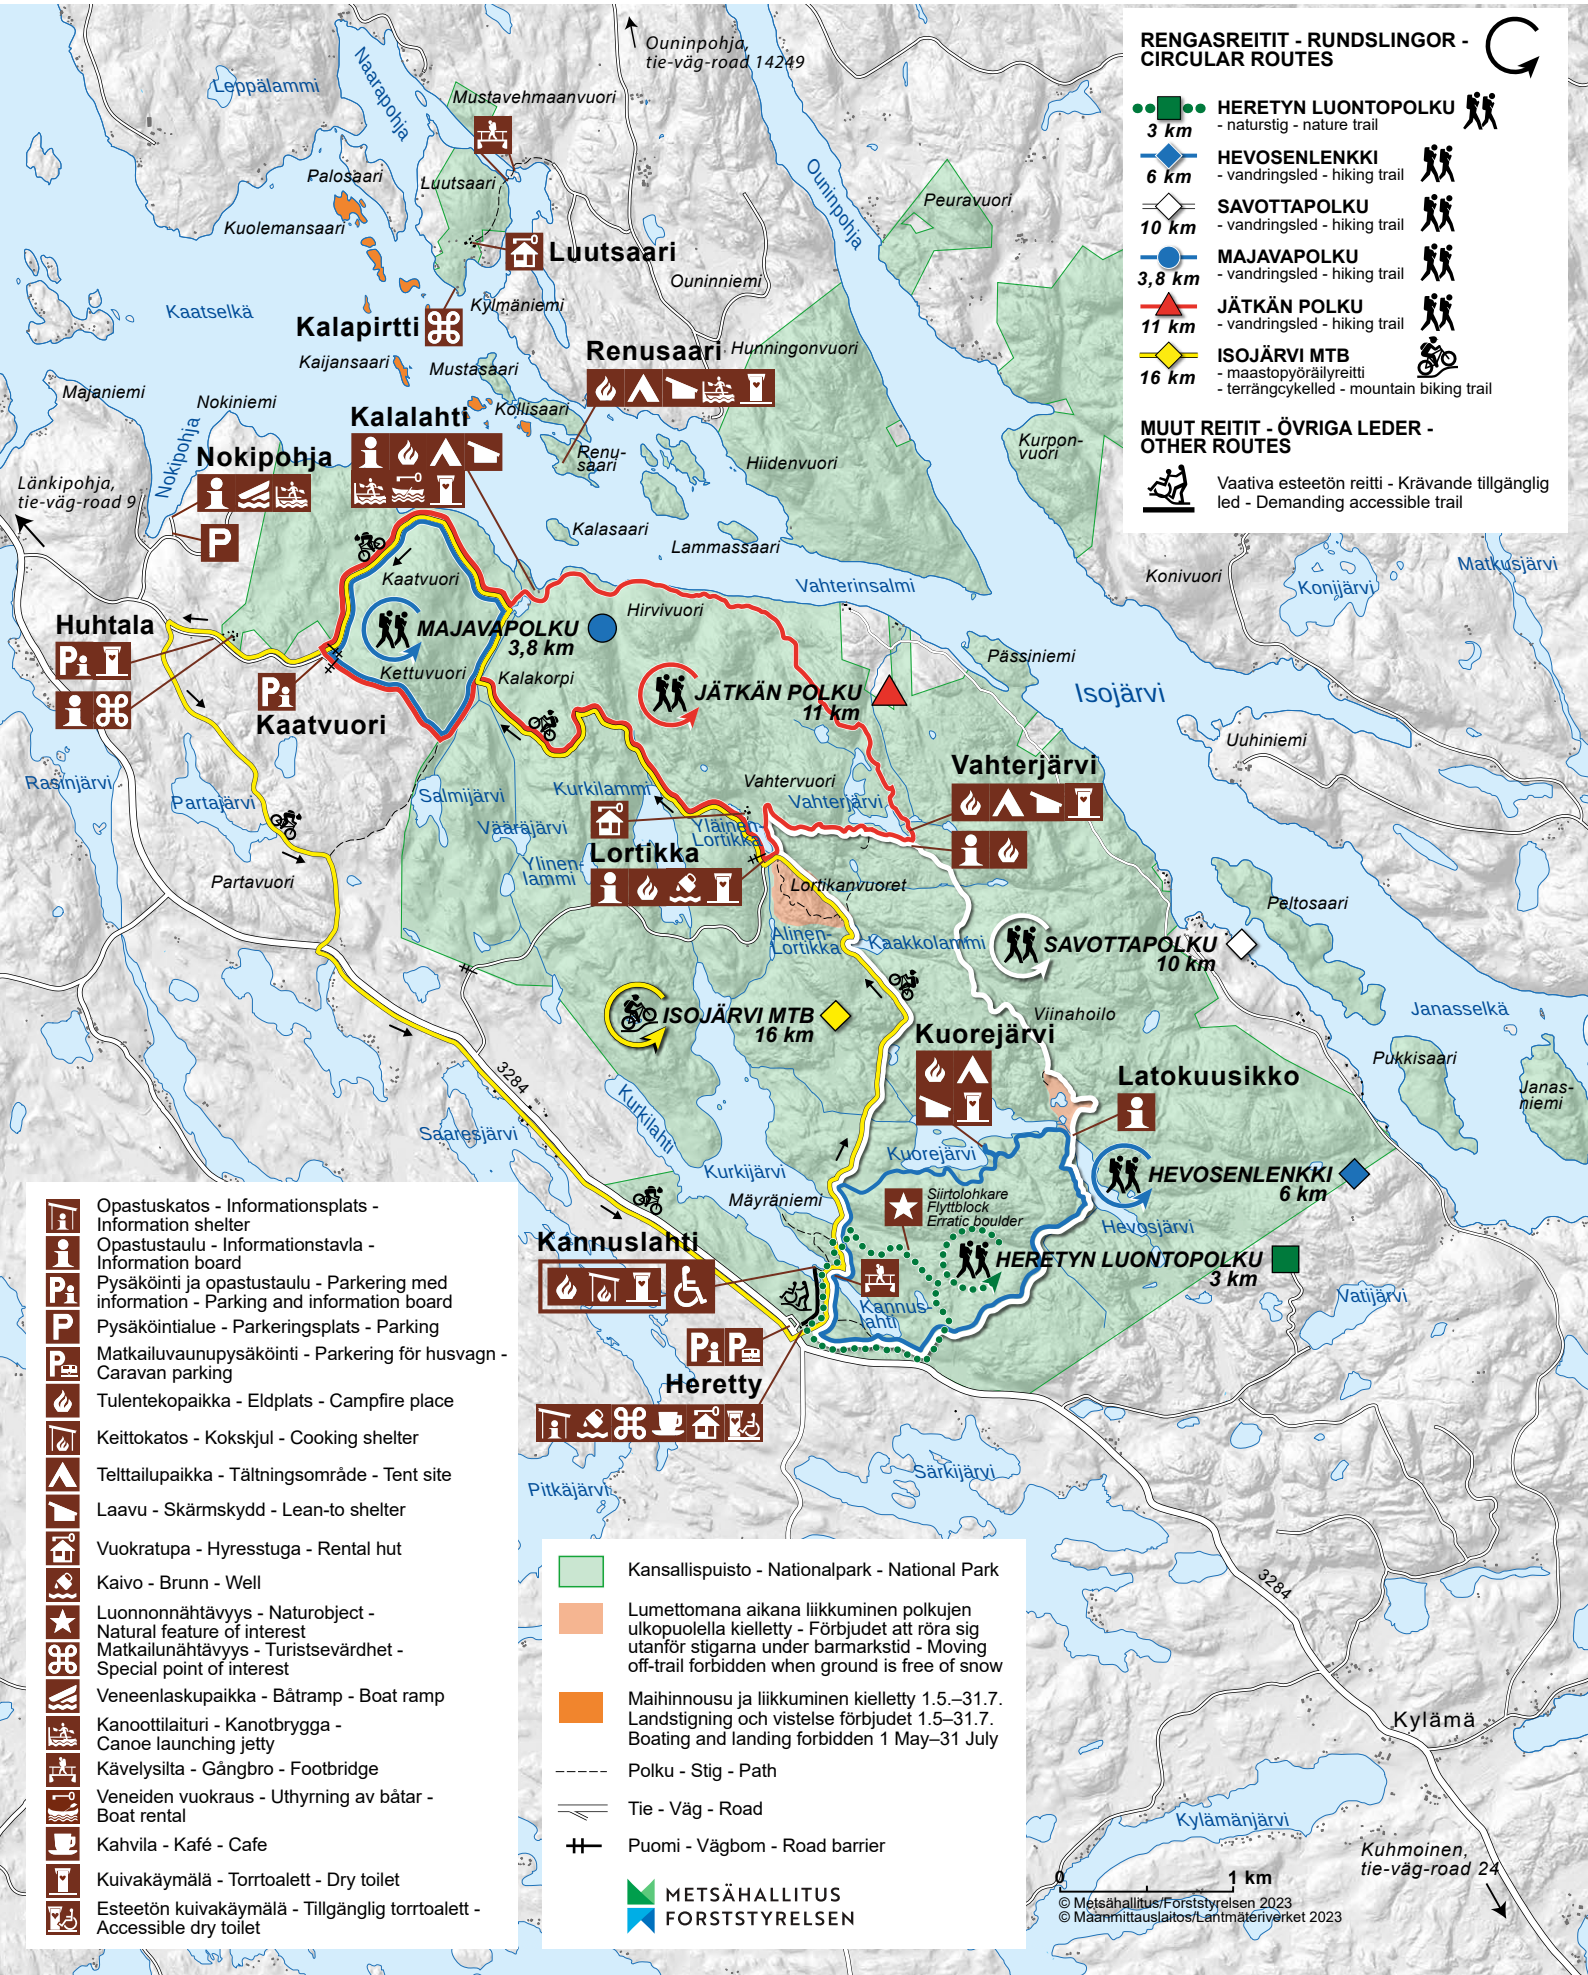 Ouninpohja,
tie-väg-road 14249
Leppälammi
Naarapohja
Mustavehmaanvuori
Palosaari
Luutsaari
Kuolemansaari
Luutsaari
Ouninpohja
Peuravuori
Ouninniemi
Kaatselkä
Kylmäniemi
Kalapirtti
Kaijansaari
Mustasaari
Renusaari
Hunningonvuori
Majaniemi
Nokiniemi
Kalalahti
Kollisaari
Nokipohja
Nokipohja
Renu-
saari
Hiidenvuori
Kurpon-
vuori
Länkipohja,
tie-väg-road 9
P
Kalasaari
Lammassaari
Kaatvuori
Vahterinsalmi
Konivuori
Konijärvi
Matkusjärvi
Huhtala
Hirvivuori
MAJAVAPOLKU
3,8 km
Pässiniemi
Kettuvuori
Kalakorpi
JÄTKÄN POLKU
11 km
Isojärvi
Kaatvuori
Uuhiniemi
Rasinjärvi
Partajärvi
Salmijärvi
Kurkilammi
Vahtervuori
Vahterjärvi
Vahterjärvi
Vääräjärvi
Yläinen-
Lortikka
Lortikka
Ylinen-
lammi
Partavuori
Lortikanvuoret
Peltosaari
Alinen-
Lortikka
Kaakkolammi
SAVOTTAPOLKU
10 km
ISOJÄRVI MTB
16 km
Viinahoilo
Janasselkä
Kuorejärvi
Pukkisaari
Latokuusikko
Janas-
niemi
3284
Kurkilahti
Saaresjärvi
Kuorejärvi
Kurkijärvi
Mäyräniemi
HEVOSENLENKKI
6 km
Siirtolohkare
Flyttblock
Erratic boulder
Hevosjärvi
Kannuslahti
HERETYN LUONTOPOLKU
3 km
Kannus-
lahti
Vatijärvi
Heretty
Pitkäjärvi
Särkijärvi
3284
Kylämä
Kylämänjärvi
Kuhmoinen,
tie-väg-road 24
0 1 km
© Metsähallitus/Forststyrelsen 2023
© Maanmittauslaitos/Lantmäteriverket 2023
RENGASREITIT - RUNDSLINGOR -
CIRCULAR ROUTES
HERETYN LUONTOPOLKU
- naturstig - nature trail
3 km
HEVOSENLENKKI
- vandringsled - hiking trail
6 km
SAVOTTAPOLKU
- vandringsled - hiking trail
10 km
MAJAVAPOLKU
- vandringsled - hiking trail
3,8 km
JÄTKÄN POLKU
- vandringsled - hiking trail
11 km
ISOJÄRVI MTB
- maastopyöräilyreitti
- terrängcykelled - mountain biking trail
16 km
MUUT REITIT - ÖVRIGA LEDER -
OTHER ROUTES
Vaativa esteetön reitti - Krävande tillgänglig
led - Demanding accessible trail
Opastuskatos - Informationsplats -
Information shelter
Opastustaulu - Informationstavla -
Information board
Pysäköinti ja opastustaulu - Parkering med
information - Parking and information board
Pysäköintialue - Parkeringsplats - Parking
Matkailuvaunupysäköinti - Parkering för husvagn -
Caravan parking
Tulentekopaikka - Eldplats - Campfire place
Keittokatos - Kokskjul - Cooking shelter
Telttailupaikka - Tältningsområde - Tent site
Laavu - Skärmskydd - Lean-to shelter
Vuokratupa - Hyresstuga - Rental hut
Kaivo - Brunn - Well
Luonnonnähtävyys - Naturobject -
Natural feature of interest
Matkailunähtävyys - Turistsevärdhet -
Special point of interest
Veneenlaskupaikka - Båtramp - Boat ramp
Kanoottilaituri - Kanotbrygga -
Canoe launching jetty
Kävelysilta - Gångbro - Footbridge
Veneiden vuokraus - Uthyrning av båtar -
Boat rental
Kahvila - Kafé - Cafe
Kuivakäymälä - Torrtoalett - Dry toilet
Esteetön kuivakäymälä - Tillgänglig torrtoalett -
Accessible dry toilet
Kansallispuisto - Nationalpark - National Park
Lumettomana aikana liikkuminen polkujen
ulkopuolella kielletty - Förbjudet att röra sig
utanför stigarna under barmarkstid - Moving
off-trail forbidden when ground is free of snow
Maihinnousu ja liikkuminen kielletty 1.5.–31.7.
Landstigning och vistelse förbjudet 1.5–31.7.
Boating and landing forbidden 1 May–31 July
Polku - Stig - Path
Tie - Väg - Road
Puomi - Vägbom - Road barrier
METSÄHALLITUS
FORSTSTYRELSEN